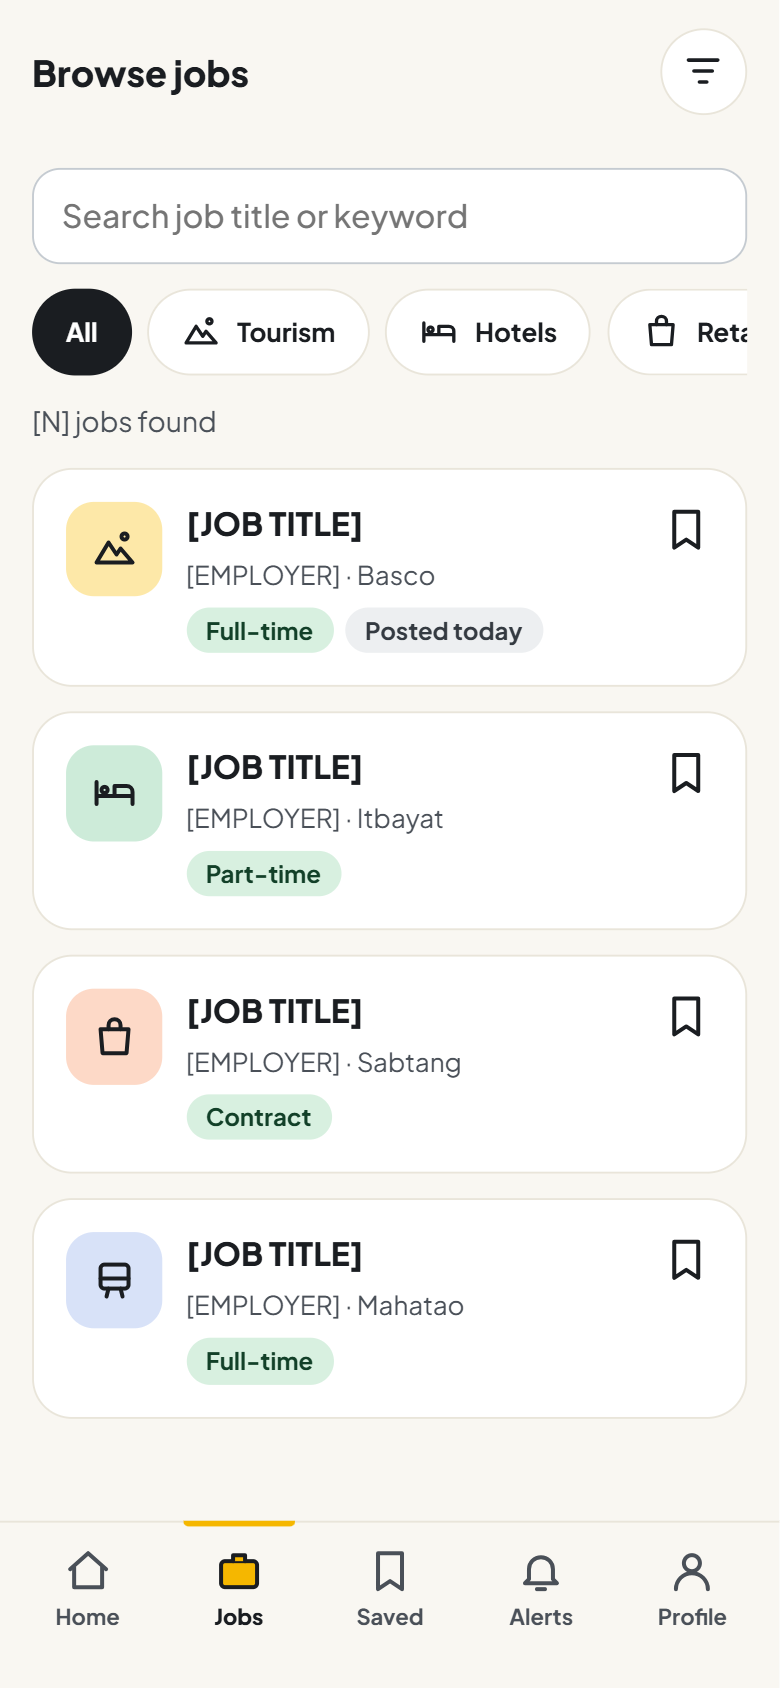 Browse jobs
Search job title or keyword
All Tourism Hotels Reta
[N] jobs found
[JOB TITLE]
[EMPLOYER] · Basco
Full-time Posted today
[JOB TITLE]
[EMPLOYER] · Itbayat
Part-time
[JOB TITLE]
[EMPLOYER] · Sabtang
Contract
[JOB TITLE]
[EMPLOYER] · Mahatao
Full-time
Home Jobs Saved Alerts Profile